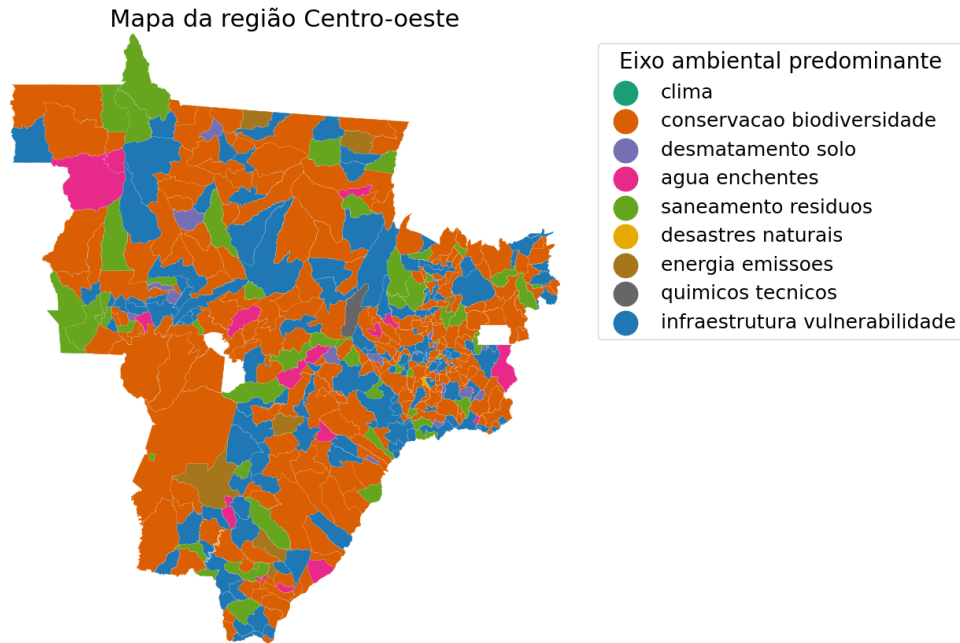 Mapa da região Centro-oeste
Eixo ambiental predominante
clima
conservacao biodiversidade
desmatamento solo
agua enchentes
saneamento residuos
desastres naturais
energia emissoes
quimicos tecnicos
infraestrutura vulnerabilidade